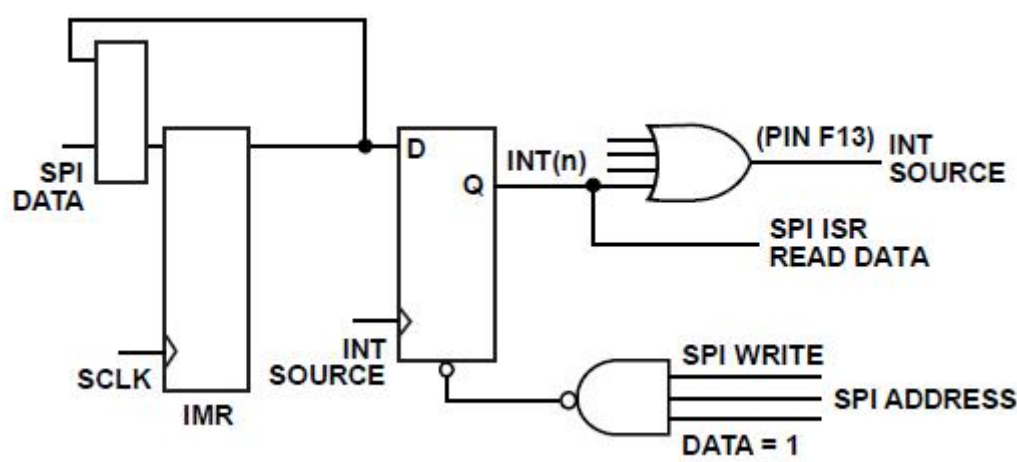 SPI
DATA
SCLK
IMR
D
Q
INT
SOURCE
INT(n)
(PIN F13)
INT
SOURCE
SPI ISR
READ DATA
SPI WRITE
SPI ADDRESS
DATA = 1